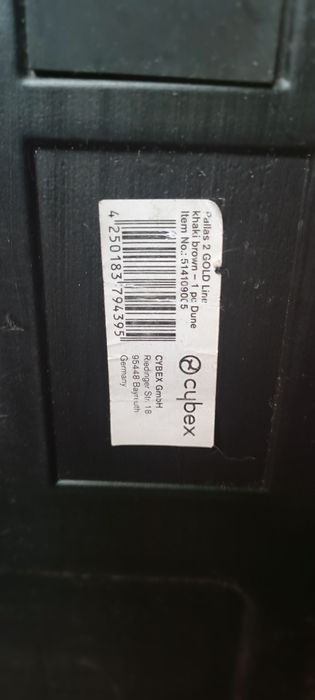 Pallas 2 GOLD Line
khaki brown – 1 pc Dune
Item No.: 514109005
cybex
4 250183 794395
CYBEX GmbH
Riedinger Str. 18
95448 Bayreuth
Germany